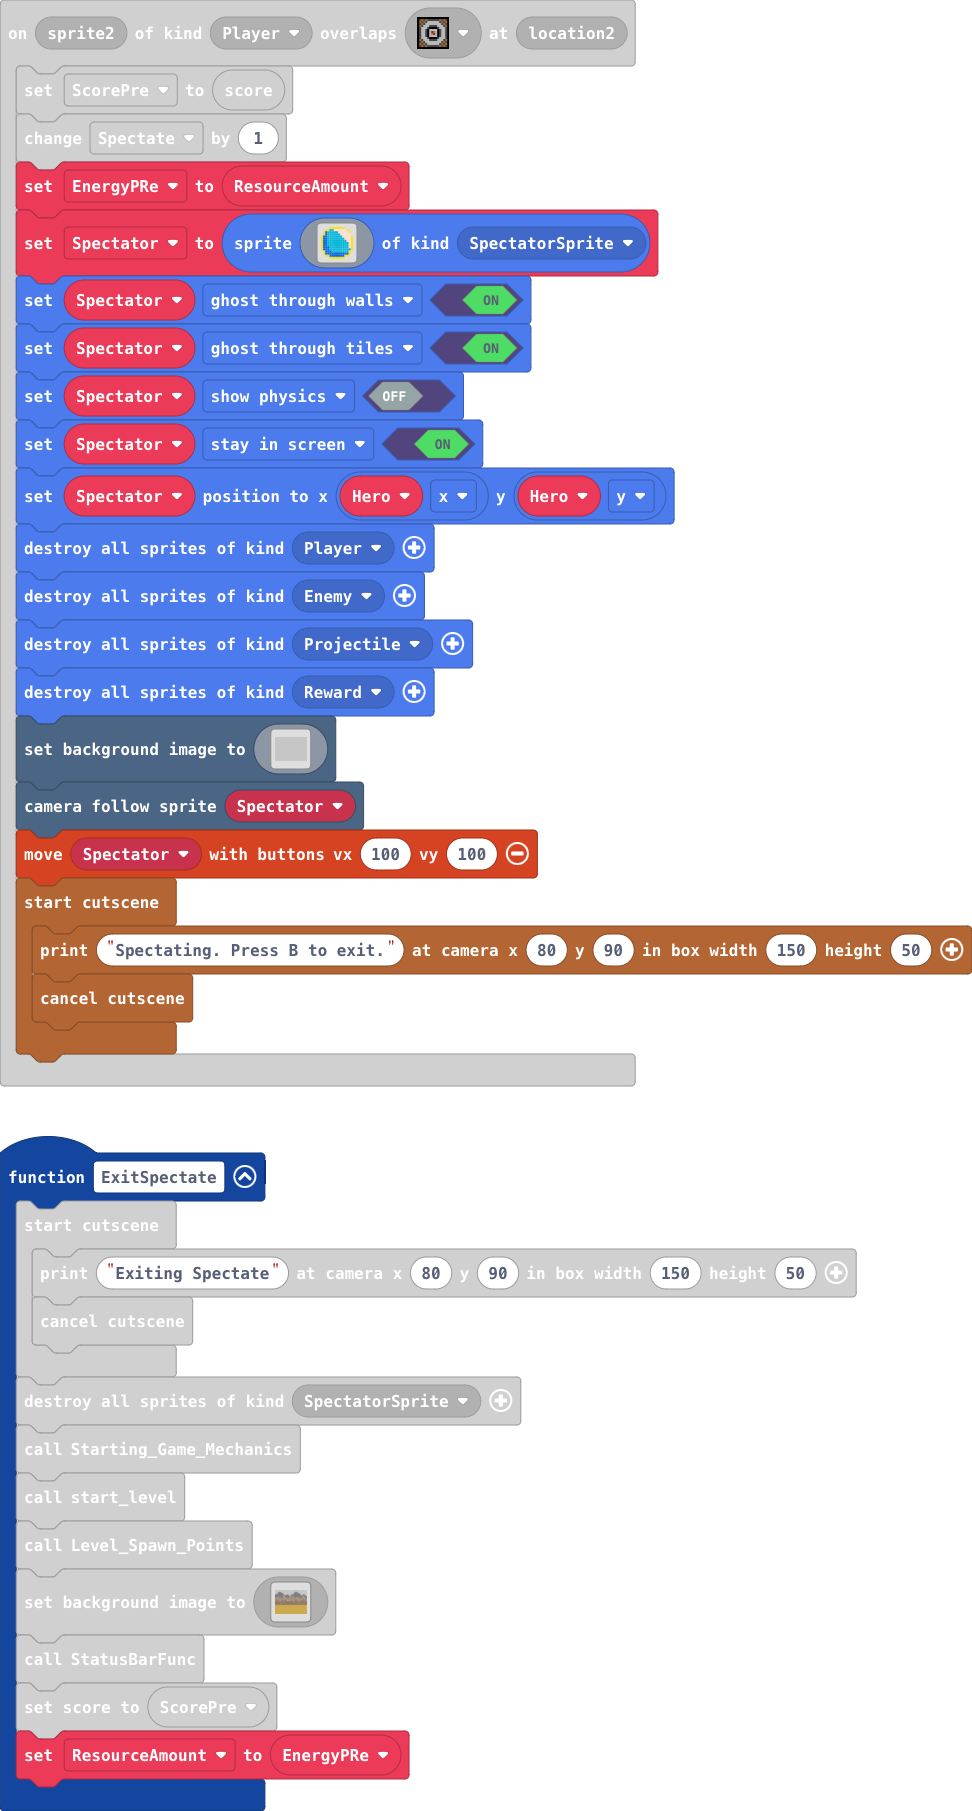 on sprite2 of kind Player overlaps at location2
set ScorePre to score
change Spectate by 1
set EnergyPRe to ResourceAmount
set Spectator to sprite of kind SpectatorSprite
set Spectator ghost through walls ON
set Spectator ghost through tiles ON
set Spectator show physics OFF
set Spectator stay in screen ON
set Spectator position to x Hero x y Hero y
destroy all sprites of kind Player
destroy all sprites of kind Enemy
destroy all sprites of kind Projectile
destroy all sprites of kind Reward
set background image to
camera follow sprite Spectator
move Spectator with buttons vx 100 vy 100
start cutscene
print "Spectating. Press B to exit." at camera x 80 y 90 in box width 150 height 50
cancel cutscene
function ExitSpectate
start cutscene
print "Exiting Spectate" at camera x 80 y 90 in box width 150 height 50
cancel cutscene
destroy all sprites of kind SpectatorSprite
call Starting_Game_Mechanics
call start_level
call Level_Spawn_Points
set background image to
call StatusBarFunc
set score to ScorePre
set ResourceAmount to EnergyPRe